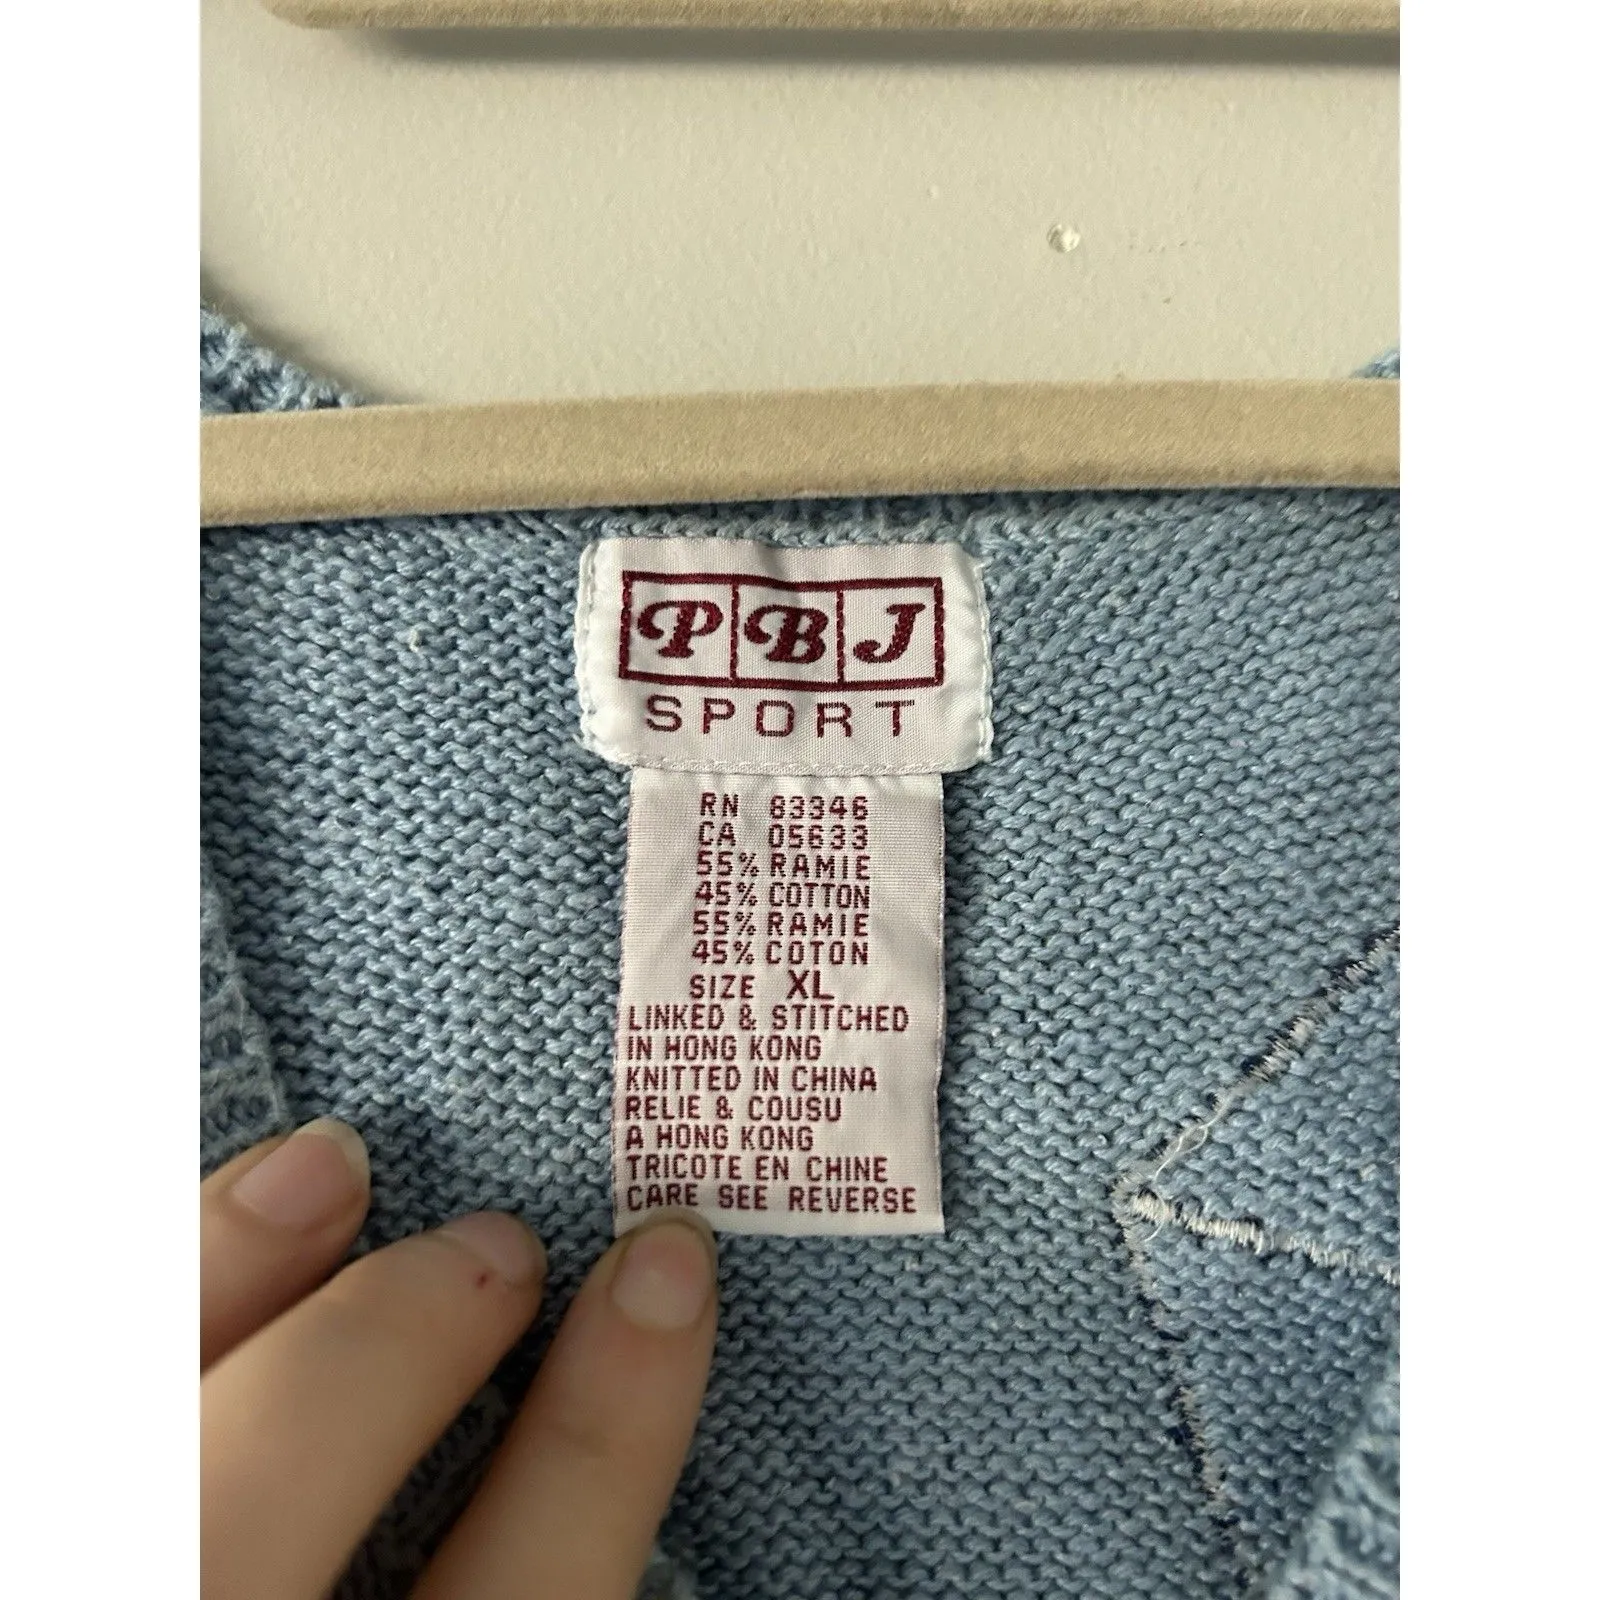 PBJ
SPORT
RN 83346
CA 05633
55% RAMIE
45% COTTON
55% RAMIE
45% COTON
SIZE XL
LINKED & STITCHED
IN HONG KONG
KNITTED IN CHINA
RELIE & COUSU
A HONG KONG
TRICOTE EN CHINE
CARE SEE REVERSE